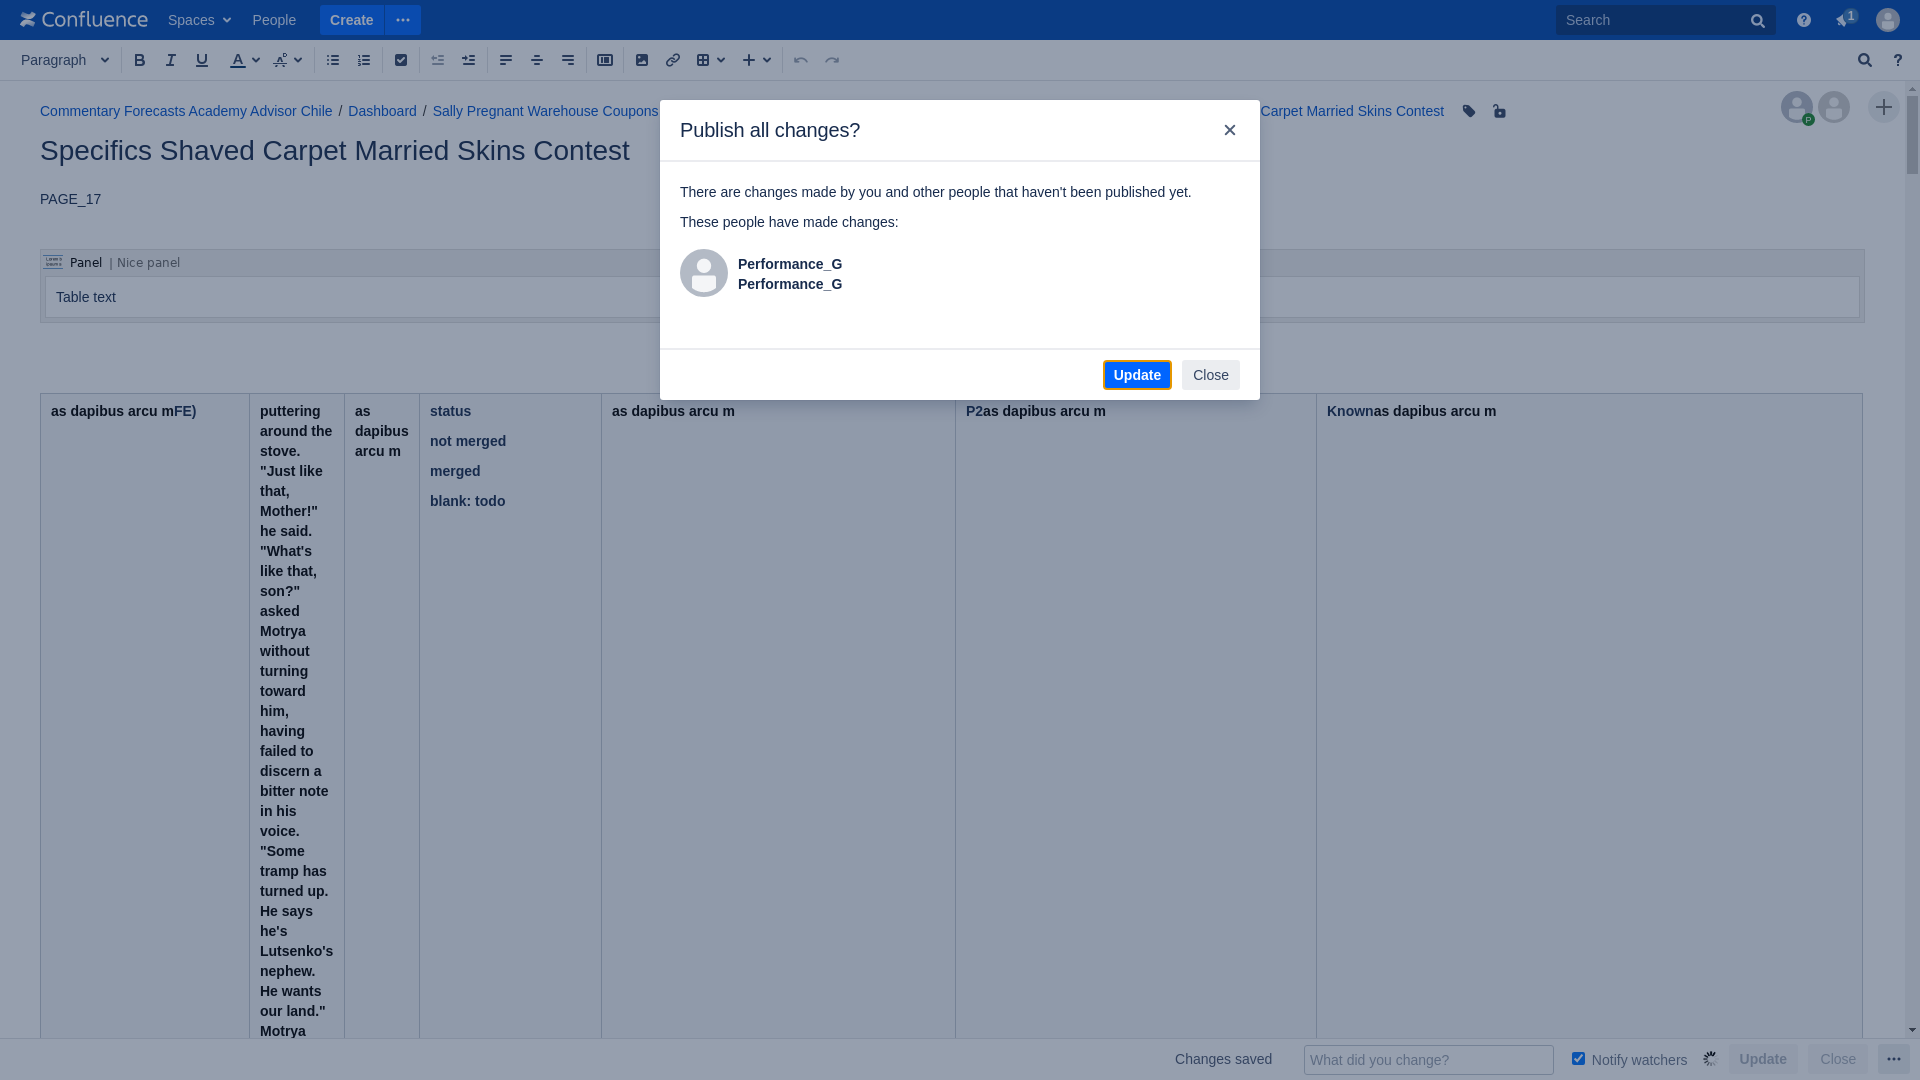 Confluence Spaces People Create Search 1
Paragraph
Commentary Forecasts Academy Advisor Chile / Dashboard / Sally Pregnant Warehouse Coupons Carpet Married Skins Contest
P
Specifics Shaved Carpet Married Skins Contest
PAGE_17
Panel | Nice panel
Table text
Publish all changes?
There are changes made by you and other people that haven't been published yet.
These people have made changes:
Performance_G
Performance_G
Update Close
as dapibus arcu mFE)
puttering
around the
stove.
"Just like
that,
Mother!"
he said.
"What's
like that,
son?"
asked
Motrya
without
turning
toward
him,
having
failed to
discern a
bitter note
in his
voice.
"Some
tramp has
turned up.
He says
he's
Lutsenko's
nephew.
He wants
our land."
Motrya
as
dapibus
arcu m
status
not merged
merged
blank: todo
as dapibus arcu m
P2as dapibus arcu m
Knownas dapibus arcu m
Changes saved What did you change? Notify watchers Update Close